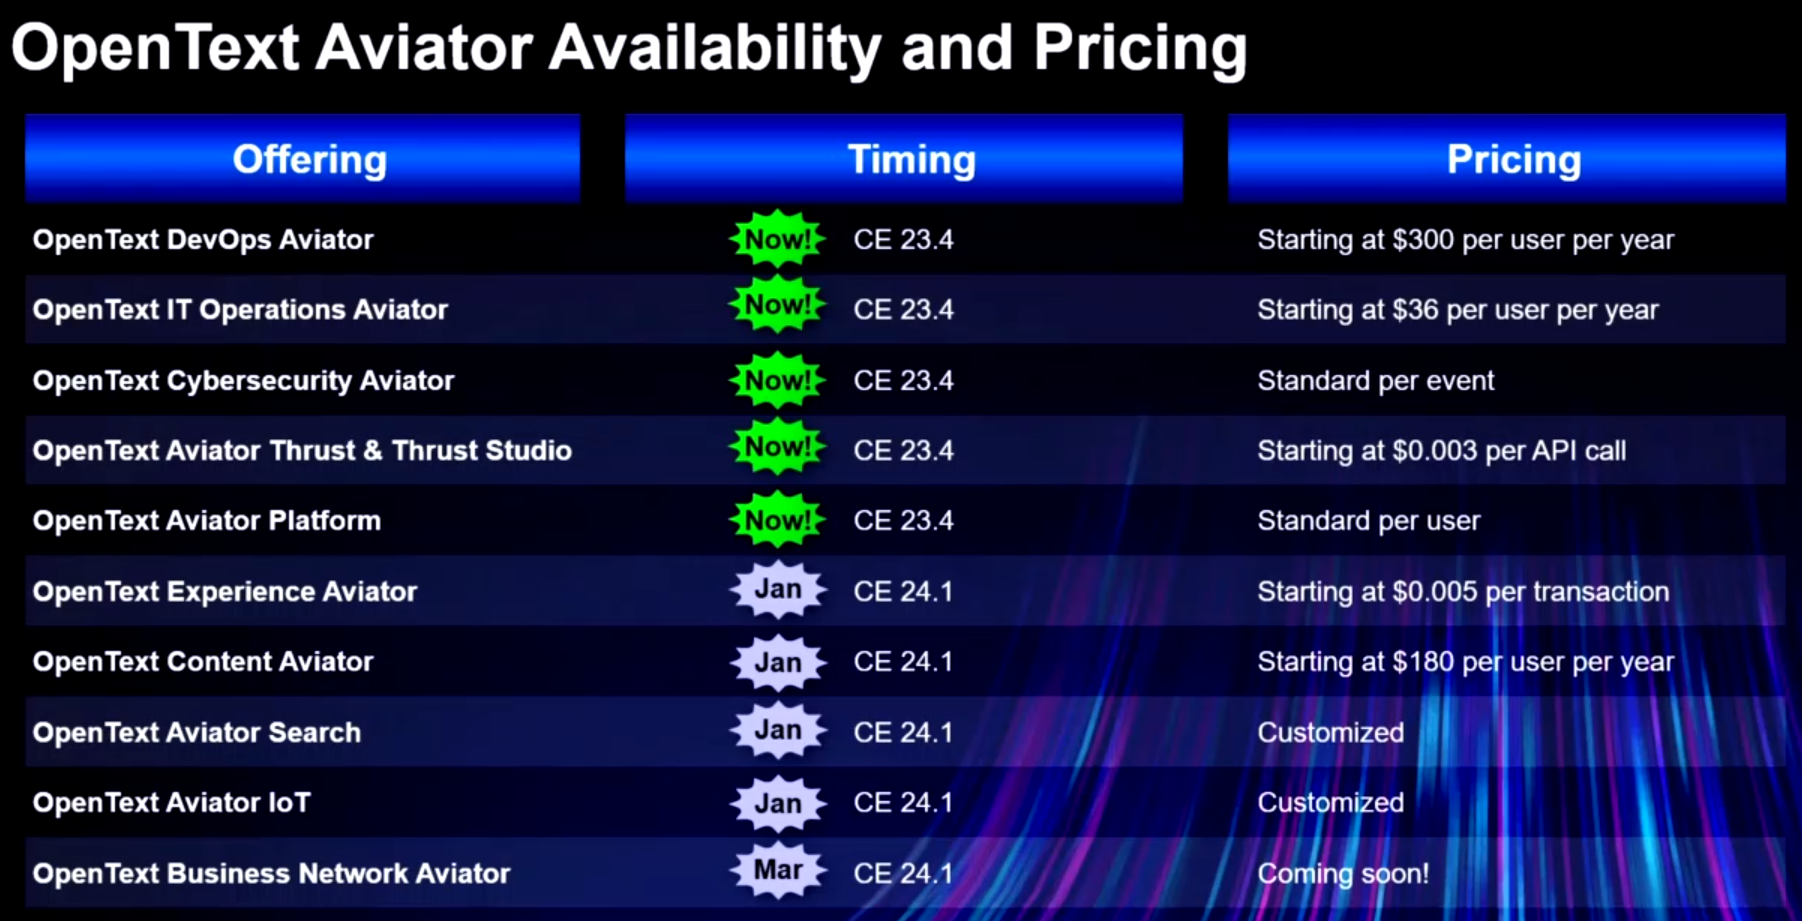 OpenText Aviator Availability and Pricing
Offering Timing Pricing
OpenText DevOps Aviator Now! CE 23.4 Starting at $300 per user per year
OpenText IT Operations Aviator Now! CE 23.4 Starting at $36 per user per year
OpenText Cybersecurity Aviator Now! CE 23.4 Standard per event
OpenText Aviator Thrust & Thrust Studio Now! CE 23.4 Starting at $0.003 per API call
OpenText Aviator Platform Now! CE 23.4 Standard per user
OpenText Experience Aviator Jan CE 24.1 Starting at $0.005 per transaction
OpenText Content Aviator Jan CE 24.1 Starting at $180 per user per year
OpenText Aviator Search Jan CE 24.1 Customized
OpenText Aviator IoT Jan CE 24.1 Customized
OpenText Business Network Aviator Mar CE 24.1 Coming soon!